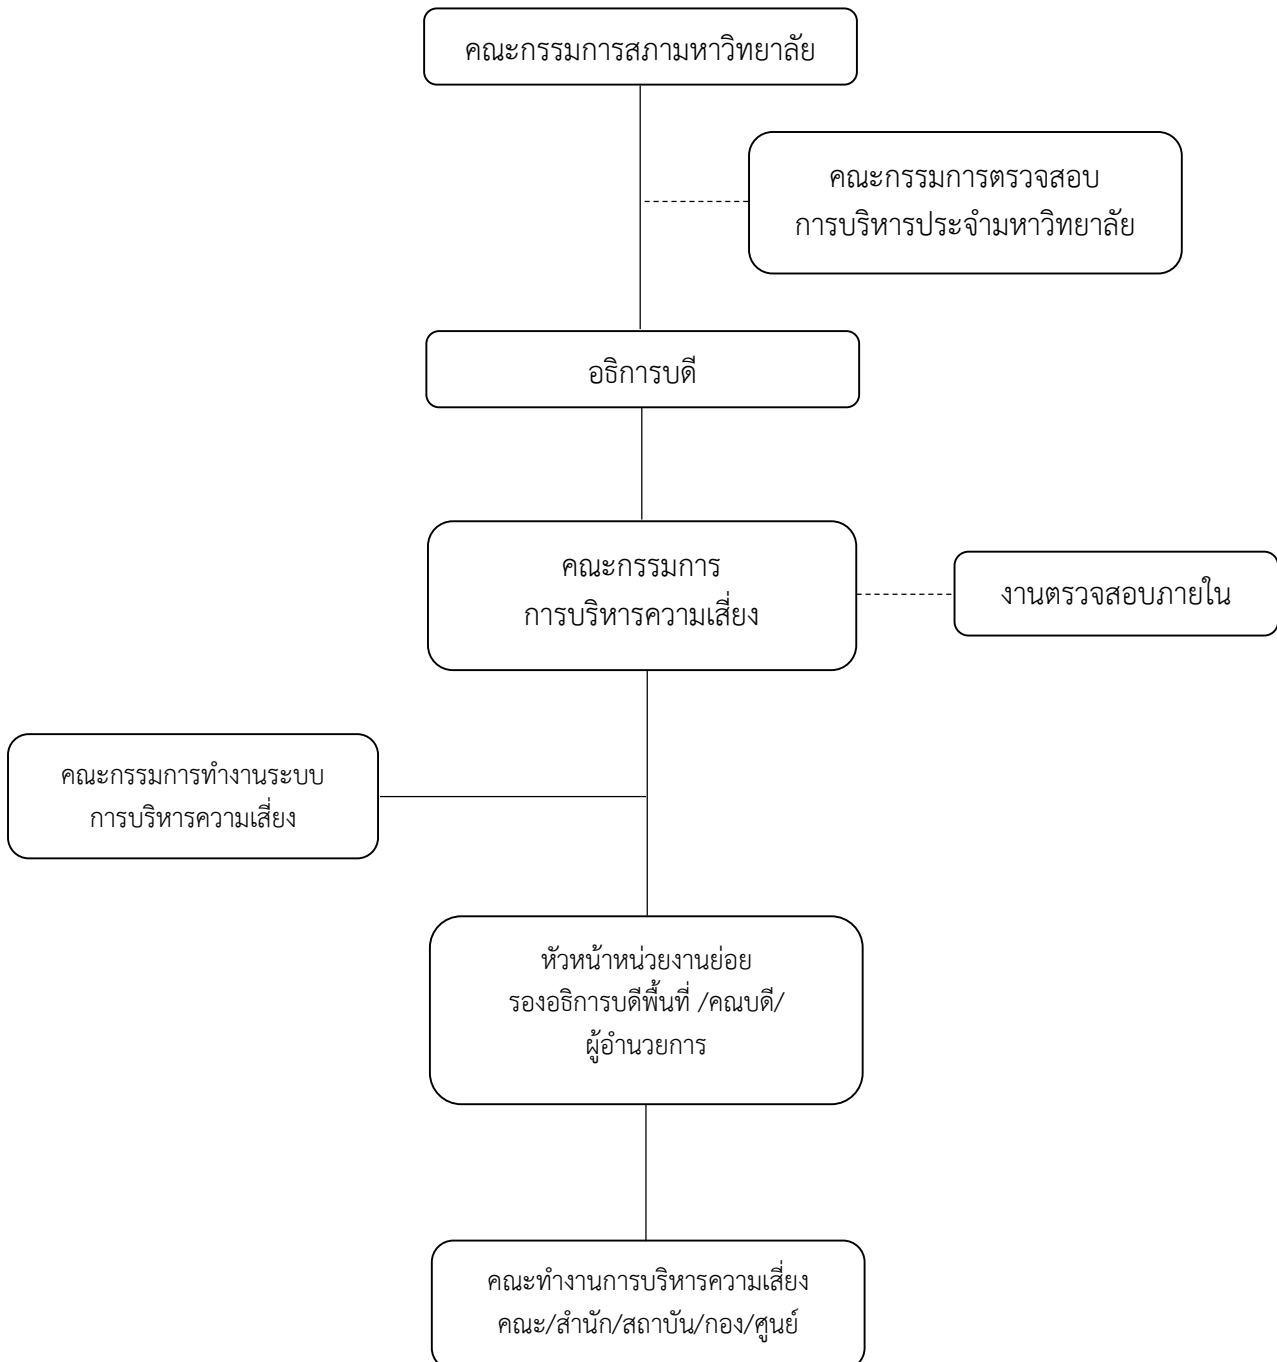 คณะกรรมการสภามหาวิทยาลัย
คณะกรรมการตรวจสอบ
การบริหารประจำมหาวิทยาลัย
อธิการบดี
คณะกรรมการ
การบริหารความเสี่ยง
งานตรวจสอบภายใน
คณะกรรมการทำงานระบบ
การบริหารความเสี่ยง
หัวหน้าหน่วยงานย่อย
รองอธิการบดีพื้นที่ /คณบดี/
ผู้อำนวยการ
คณะทำงานการบริหารความเสี่ยง
คณะ/สำนัก/สถาบัน/กอง/ศูนย์